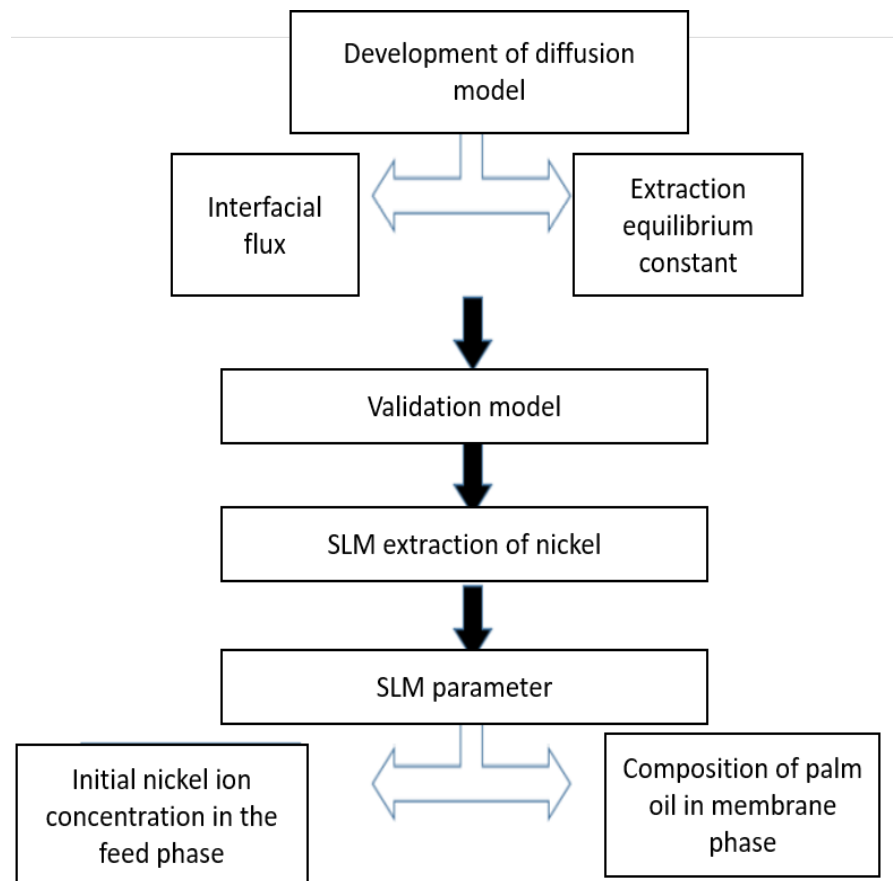 Development of diffusion
model
Interfacial
flux
Extraction
equilibrium
constant
Validation model
SLM extraction of nickel
SLM parameter
Initial nickel ion
concentration in the
feed phase
Composition of palm
oil in membrane
phase